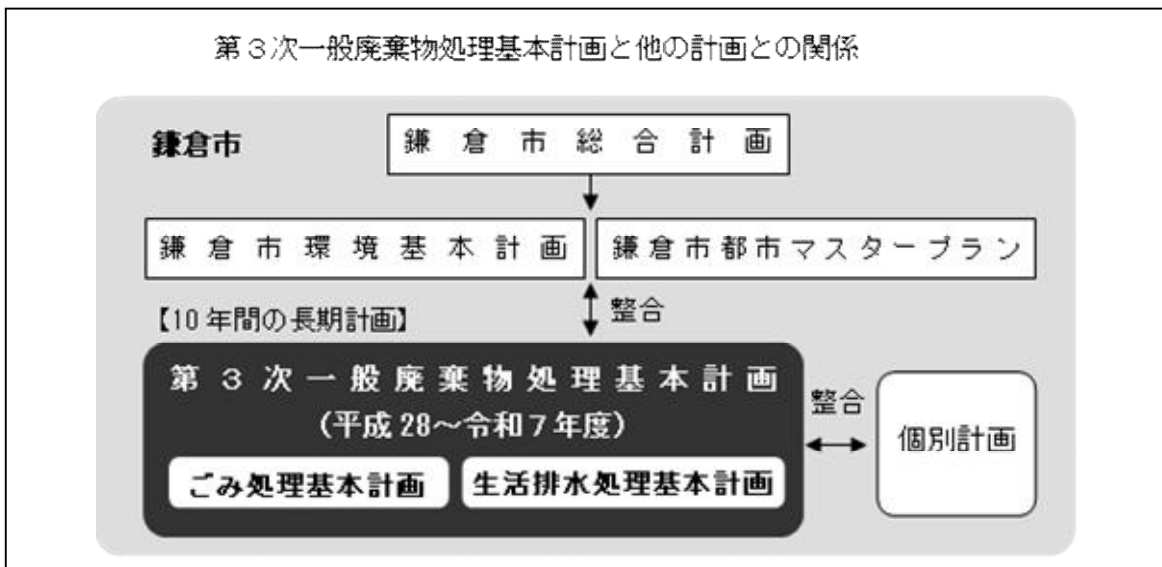 第３次一般廃棄物処理基本計画と他の計画との関係
鎌倉市
鎌倉市総合計画
鎌倉市環境基本計画
鎌倉市都市マスタープラン
整合
【10年間の長期計画】
第３次一般廃棄物処理基本計画
（平成28～令和７年度）
整合
個別計画
ごみ処理基本計画
生活排水処理基本計画